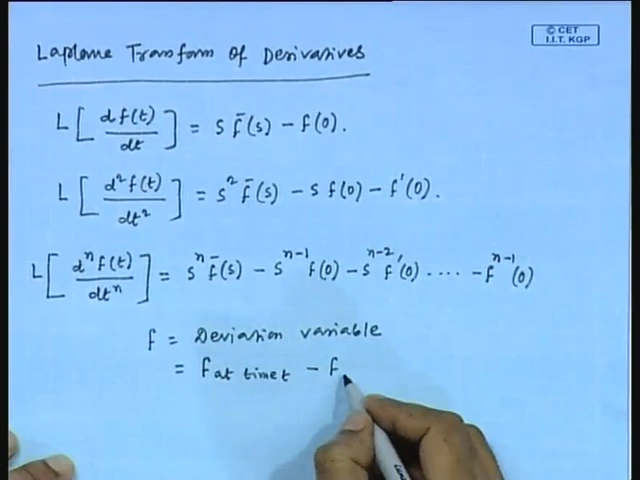 © CET
I.I.T. KGP
Laplace Transform of Derivatives
L[df(t)/dt] = s f̄(s) − f(0).
L[d²f(t)/dt²] = s² f̄(s) − s f(0) − f'(0).
L[dⁿf(t)/dtⁿ] = sⁿ f̄(s) − sⁿ⁻¹ f(0) − sⁿ⁻² f'(0) .... − fⁿ⁻¹(0)
f = Deviation variable
= f at time t − f